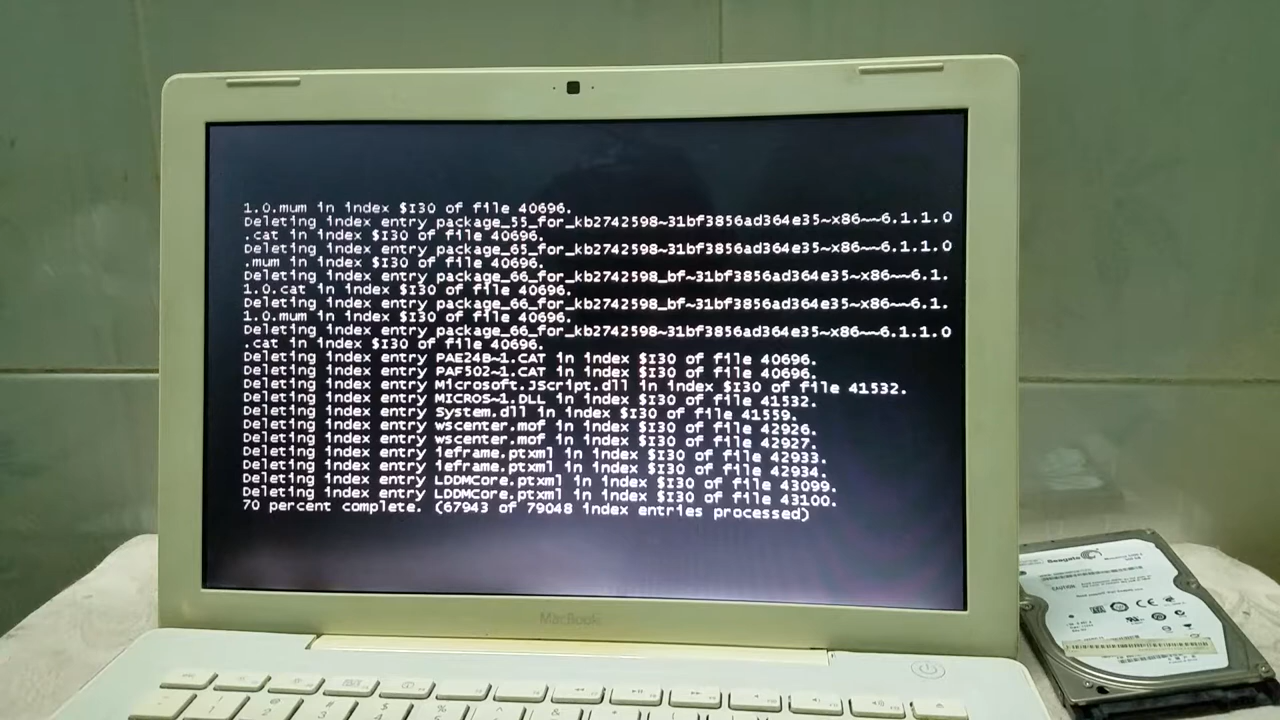 1.0.mum in index $I30 of file 40696.
Deleting index entry package_55_for_kb2742598~31bf3856ad364e35~x86~~6.1.1.0
.cat in index $I30 of file 40696.
Deleting index entry package_65_for_kb2742598~31bf3856ad364e35~x86~~6.1.1.0
.mum in index $I30 of file 40696.
Deleting index entry package_66_for_kb2742598_bf~31bf3856ad364e35~x86~~6.1.
1.0.cat in index $I30 of file 40696.
Deleting index entry package_66_for_kb2742598_bf~31bf3856ad364e35~x86~~6.1.
1.0.mum in index $I30 of file 40696.
Deleting index entry package_66_for_kb2742598~31bf3856ad364e35~x86~~6.1.1.0
.cat in index $I30 of file 40696.
Deleting index entry PAE24B~1.CAT in index $I30 of file 40696.
Deleting index entry PAF502~1.CAT in index $I30 of file 40696.
Deleting index entry Microsoft.JScript.dll in index $I30 of file 41532.
Deleting index entry MICROS~1.DLL in index $I30 of file 41532.
Deleting index entry System.dll in index $I30 of file 41559.
Deleting index entry wscenter.mof in index $I30 of file 42926.
Deleting index entry wscenter.mof in index $I30 of file 42927.
Deleting index entry ieframe.ptxml in index $I30 of file 42933.
Deleting index entry ieframe.ptxml in index $I30 of file 42934.
Deleting index entry LDDMCore.ptxml in index $I30 of file 43099.
Deleting index entry LDDMCore.ptxml in index $I30 of file 43100.
70 percent complete. (67943 of 79048 index entries processed)
MacBook
Seagate